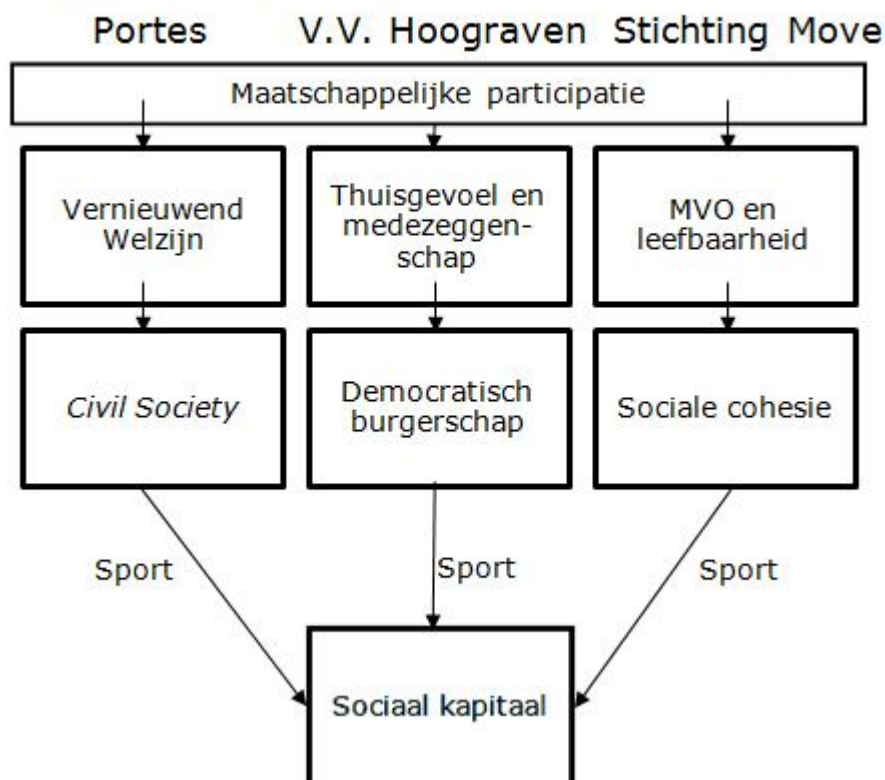 Portes V.V. Hoograven Stichting Move
Maatschappelijke participatie
Vernieuwend
Welzijn
Thuisgevoel en
medezeggen-
schap
MVO en
leefbaarheid
Civil Society
Democratisch
burgerschap
Sociale cohesie
Sport Sport Sport
Sociaal kapitaal